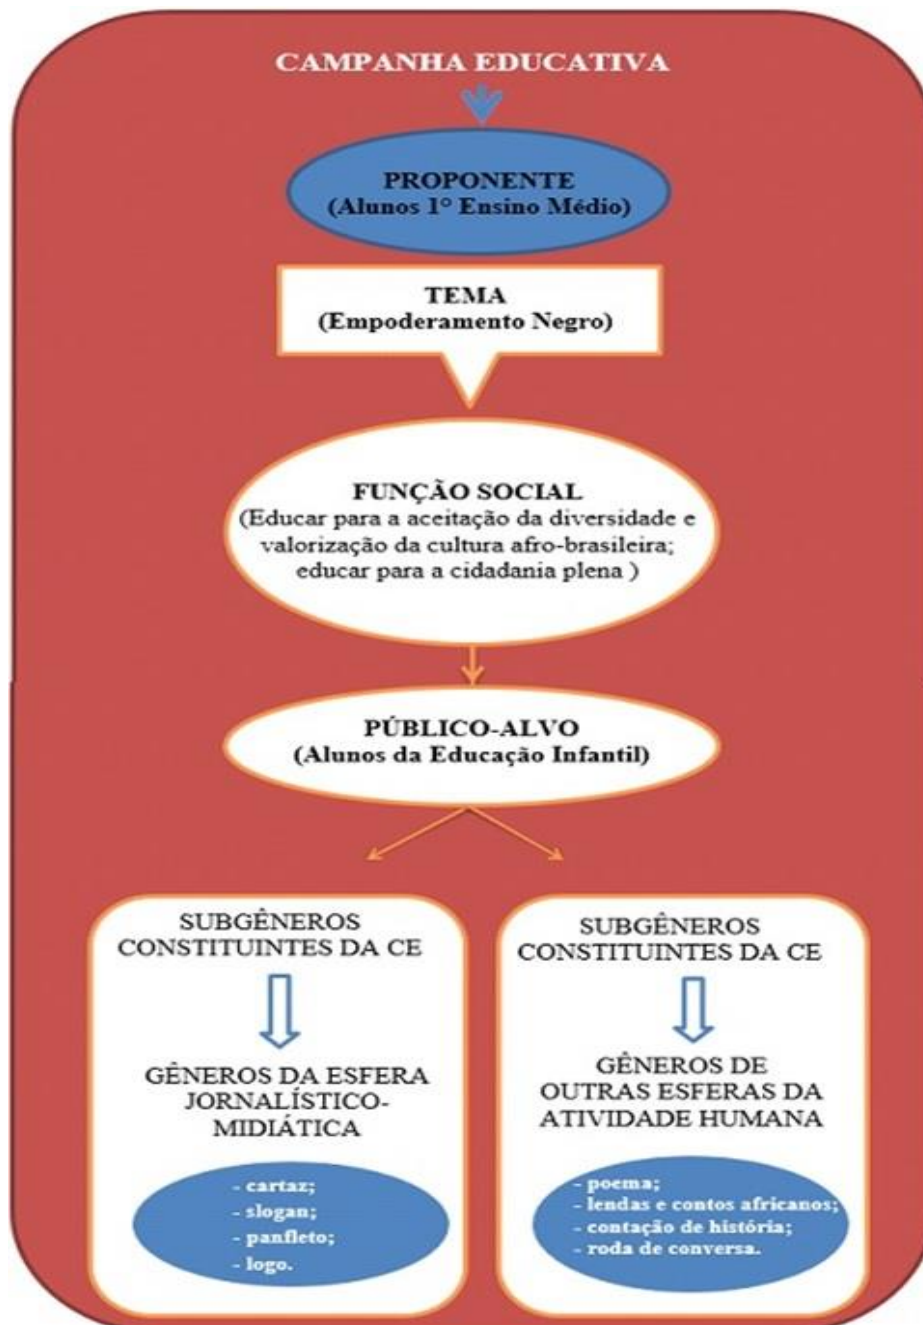 CAMPANHA EDUCATIVA
PROPONENTE
(Alunos 1° Ensino Médio)
TEMA
(Empoderamento Negro)
FUNÇÃO SOCIAL
(Educar para a aceitação da diversidade e
valorização da cultura afro-brasileira;
educar para a cidadania plena )
PÚBLICO-ALVO
(Alunos da Educação Infantil)
SUBGÊNEROS
CONSTITUINTES DA CE
GÊNEROS DA ESFERA
JORNALÍSTICO-
MIDIÁTICA
- cartaz;
- slogan;
- panfleto;
- logo.
SUBGÊNEROS
CONSTITUINTES DA CE
GÊNEROS DE
OUTRAS ESFERAS DA
ATIVIDADE HUMANA
- poema;
- lendas e contos africanos;
- contação de história;
- roda de conversa.